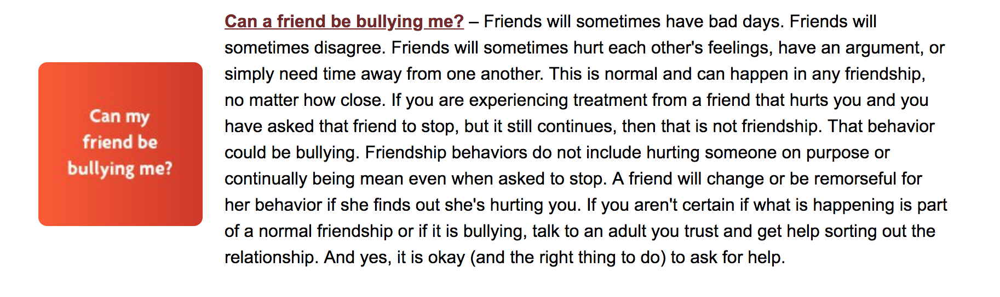 Can my
friend be
bullying me?
Can a friend be bullying me? – Friends will sometimes have bad days. Friends will
sometimes disagree. Friends will sometimes hurt each other's feelings, have an argument, or
simply need time away from one another. This is normal and can happen in any friendship,
no matter how close. If you are experiencing treatment from a friend that hurts you and you
have asked that friend to stop, but it still continues, then that is not friendship. That behavior
could be bullying. Friendship behaviors do not include hurting someone on purpose or
continually being mean even when asked to stop. A friend will change or be remorseful for
her behavior if she finds out she's hurting you. If you aren't certain if what is happening is part
of a normal friendship or if it is bullying, talk to an adult you trust and get help sorting out the
relationship. And yes, it is okay (and the right thing to do) to ask for help.